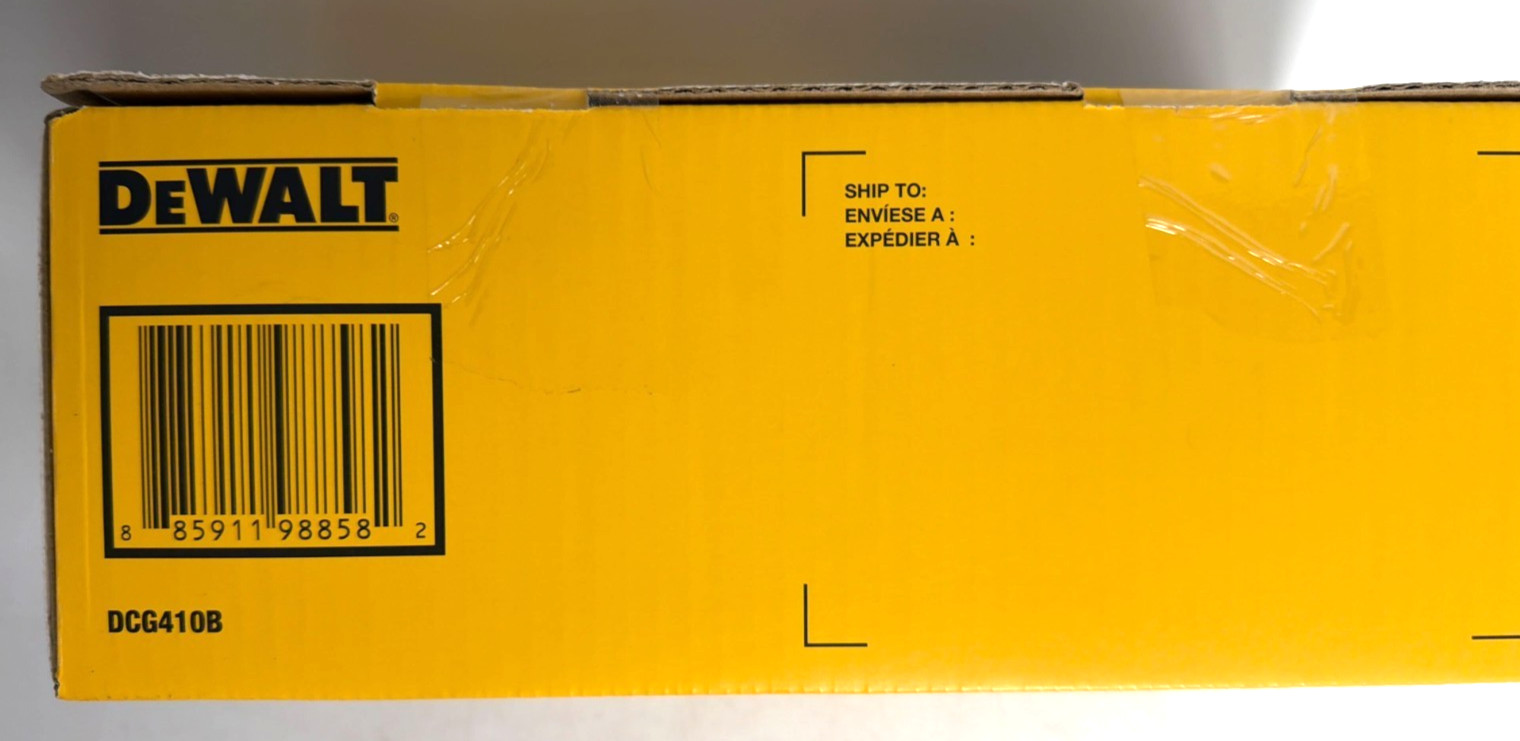 DEWALT®
SHIP TO:
ENVÍESE A :
EXPÉDIER À :
8 85911 98858 2
DCG410B